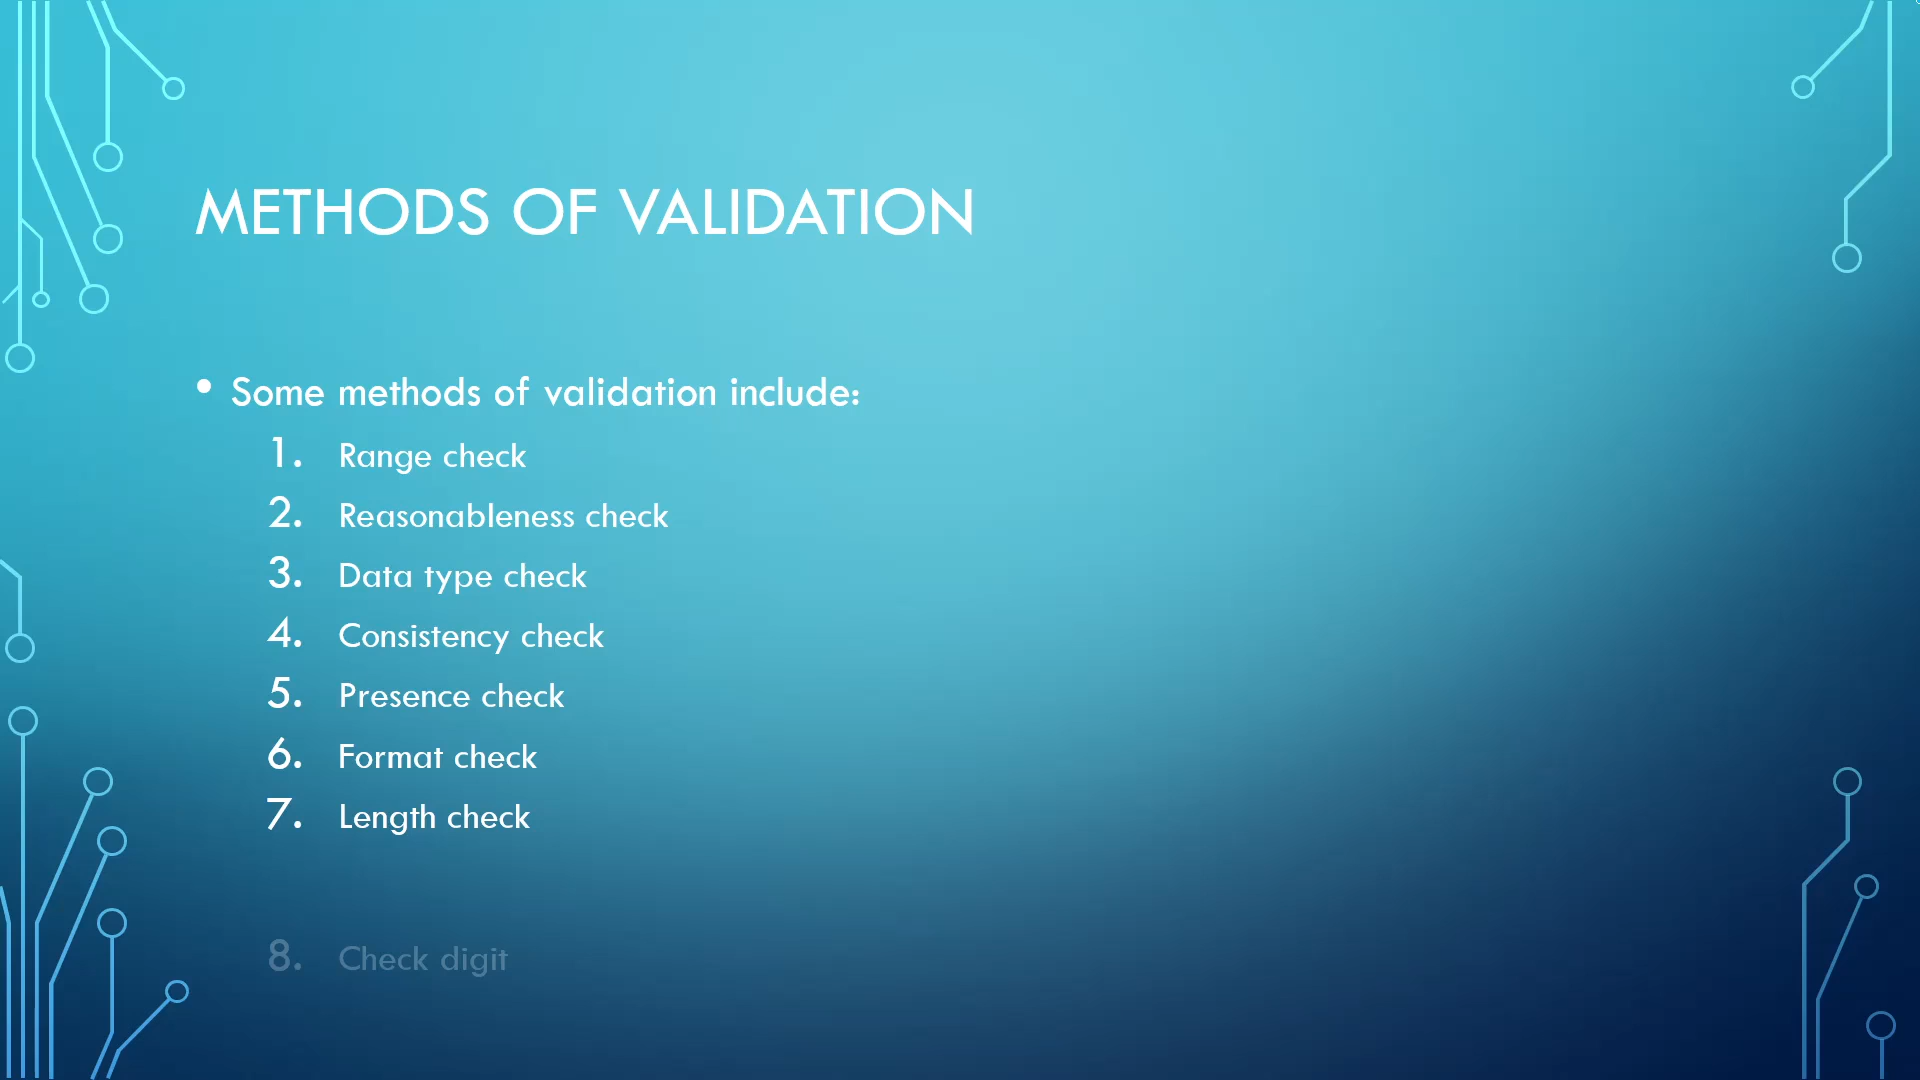 METHODS OF VALIDATION
• Some methods of validation include:
1. Range check
2. Reasonableness check
3. Data type check
4. Consistency check
5. Presence check
6. Format check
7. Length check
8. Check digit